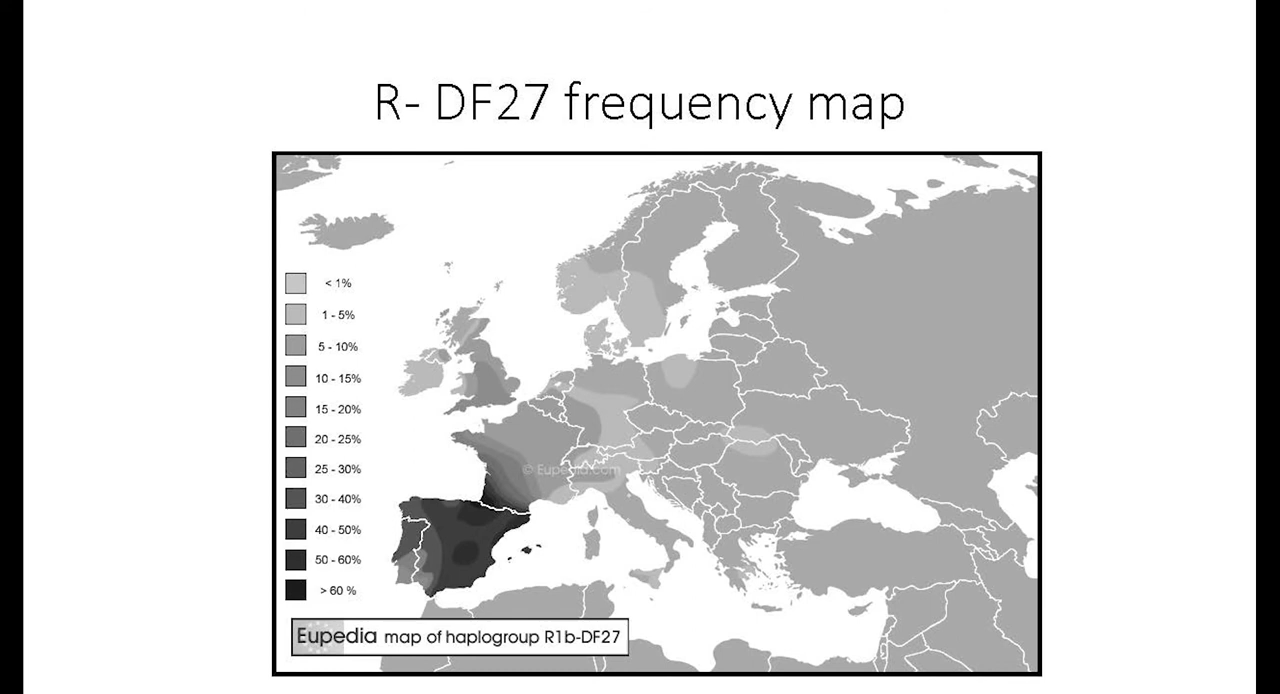 R- DF27 frequency map
< 1%
1 - 5%
5 - 10%
10 - 15%
15 - 20%
20 - 25%
25 - 30%
30 - 40%
40 - 50%
50 - 60%
> 60 %
© Eupedia.com
Eupedia map of haplogroup R1b-DF27